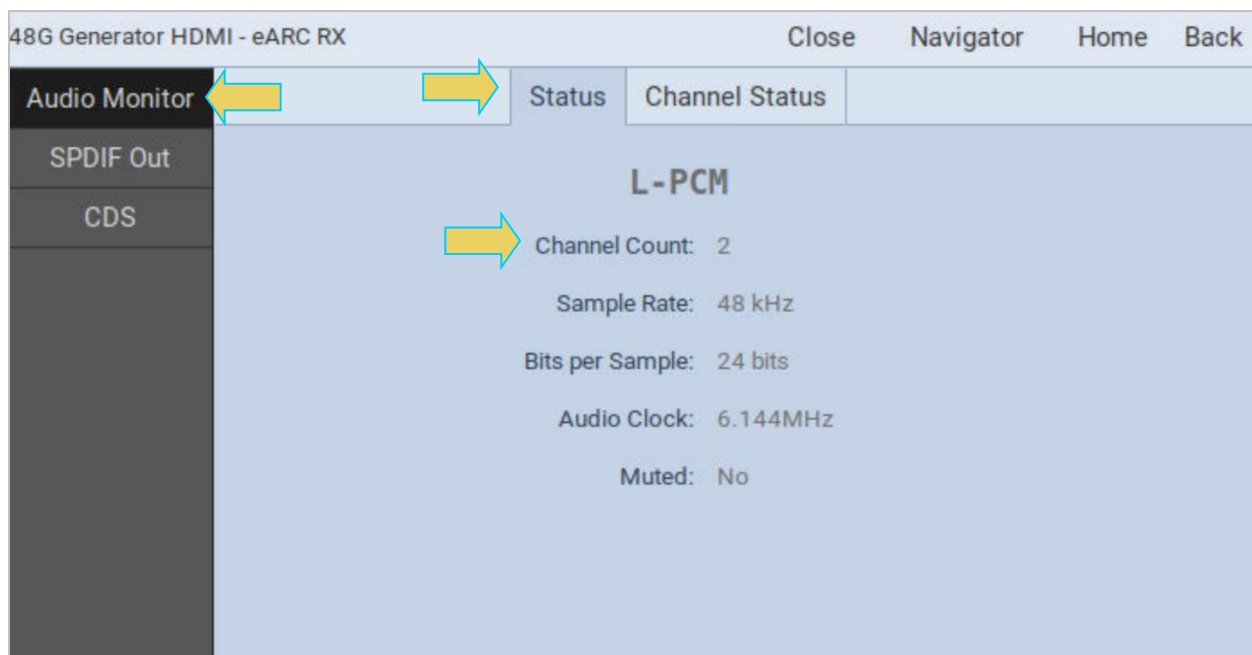 48G Generator HDMI - eARC RX Close Navigator Home Back
Audio Monitor Status Channel Status
SPDIF Out
L-PCM
CDS
Channel Count: 2
Sample Rate: 48 kHz
Bits per Sample: 24 bits
Audio Clock: 6.144MHz
Muted: No